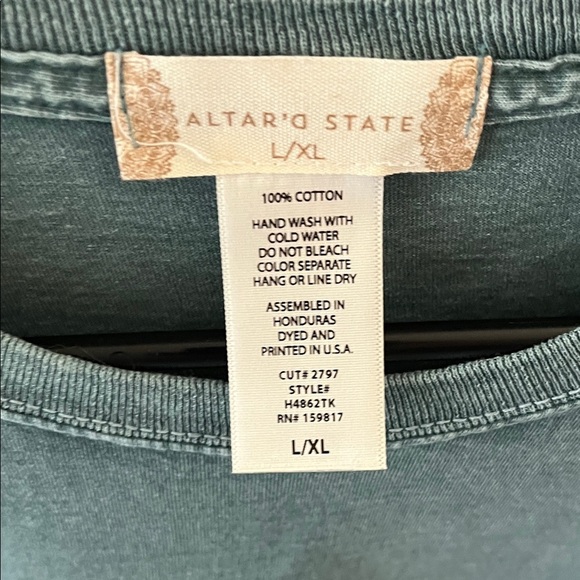 ALTAR'D STATE
L/XL
100% COTTON
HAND WASH WITH
COLD WATER
DO NOT BLEACH
COLOR SEPARATE
HANG OR LINE DRY
ASSEMBLED IN
HONDURAS
DYED AND
PRINTED IN U.S.A.
CUT# 2797
STYLE#
H4862TK
RN# 159817
L/XL